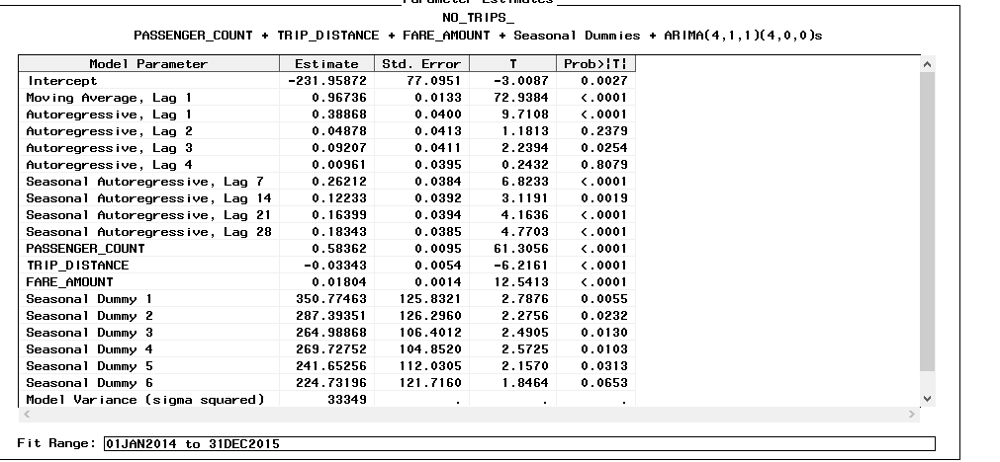 Parameter Estimates
NO_TRIPS_
PASSENGER_COUNT + TRIP_DISTANCE + FARE_AMOUNT + Seasonal Dummies + ARIMA(4,1,1)(4,0,0)s
Model Parameter Estimate Std. Error T Prob>|T|
Intercept -231.95872 77.0951 -3.0087 0.0027
Moving Average, Lag 1 0.96736 0.0133 72.9384 <.0001
Autoregressive, Lag 1 0.38868 0.0400 9.7108 <.0001
Autoregressive, Lag 2 0.04878 0.0413 1.1813 0.2379
Autoregressive, Lag 3 0.09207 0.0411 2.2394 0.0254
Autoregressive, Lag 4 0.00961 0.0395 0.2432 0.8079
Seasonal Autoregressive, Lag 7 0.26212 0.0384 6.8233 <.0001
Seasonal Autoregressive, Lag 14 0.12233 0.0392 3.1191 0.0019
Seasonal Autoregressive, Lag 21 0.16399 0.0394 4.1636 <.0001
Seasonal Autoregressive, Lag 28 0.18343 0.0385 4.7703 <.0001
PASSENGER_COUNT 0.58362 0.0095 61.3056 <.0001
TRIP_DISTANCE -0.03343 0.0054 -6.2161 <.0001
FARE_AMOUNT 0.01804 0.0014 12.5413 <.0001
Seasonal Dummy 1 350.77463 125.8321 2.7876 0.0055
Seasonal Dummy 2 287.39351 126.2960 2.2756 0.0232
Seasonal Dummy 3 264.98868 106.4012 2.4905 0.0130
Seasonal Dummy 4 269.72752 104.8520 2.5725 0.0103
Seasonal Dummy 5 241.65256 112.0305 2.1570 0.0313
Seasonal Dummy 6 224.73196 121.7160 1.8464 0.0653
Model Variance (sigma squared) 33349 . . .
Fit Range: 01JAN2014 to 31DEC2015